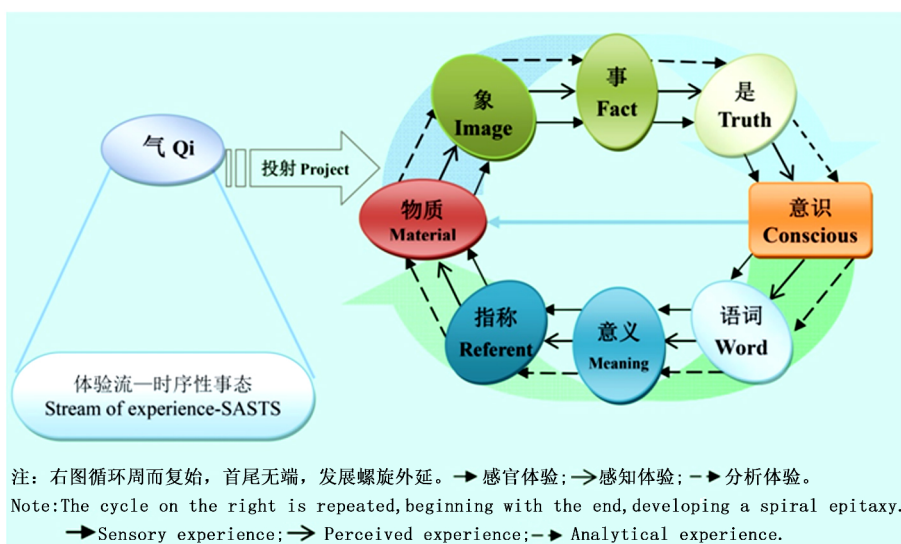 气 Qi
投射 Project
体验流—时序性事态
Stream of experience-SASTS
象
Image
事
Fact
是
Truth
物质
Material
意识
Conscious
指称
Referent
意义
Meaning
语词
Word
注: 右图循环周而复始, 首尾无端, 发展螺旋外延。 感官体验; 感知体验; 分析体验。
Note:The cycle on the right is repeated,beginning with the end,developing a spiral epitaxy.
Sensory experience; Perceived experience; Analytical experience.